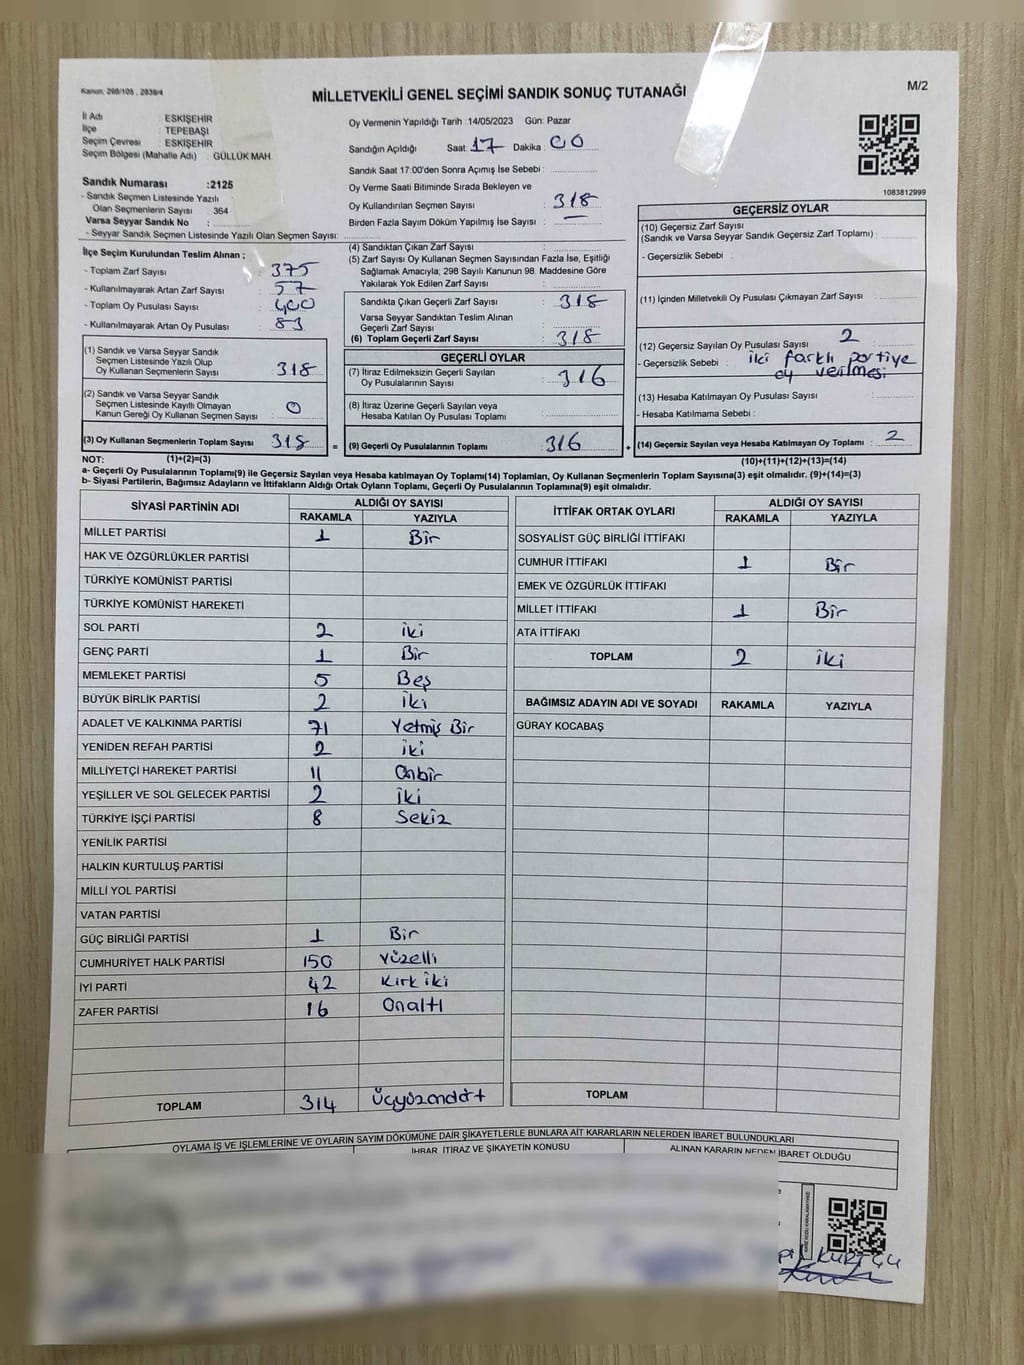 Kanun: 298/105 , 2839/4
MİLLETVEKİLİ GENEL SEÇİMİ SANDIK SONUÇ TUTANAĞI
M/2
İl Adı : ESKİŞEHİR
İlçe : TEPEBAŞI
Seçim Çevresi : ESKİŞEHİR
Seçim Bölgesi (Mahalle Adı) : GÜLLÜK MAH.
Sandık Numarası :2125
- Sandık Seçmen Listesinde Yazılı
Olan Seçmenlerin Sayısı : 364
Varsa Seyyar Sandık No :
- Seyyar Sandık Seçmen Listesinde Yazılı Olan Seçmen Sayısı:
Oy Vermenin Yapıldığı Tarih :14/05/2023 Gün: Pazar
Sandığın Açıldığı Saat: 17 Dakika : 00
Sandık Saat 17:00'den Sonra Açımış İse Sebebi :
Oy Verme Saati Bitiminde Sırada Bekleyen ve
Oy Kullandırılan Seçmen Sayısı : 318
Birden Fazla Sayım Döküm Yapılmış İse Sayısı : —
1083812999
İlçe Seçim Kurulundan Teslim Alınan ;
- Toplam Zarf Sayısı : 375
- Kullanılmayarak Artan Zarf Sayısı : 57
- Toplam Oy Pusulası Sayısı : 400
- Kullanılmayarak Artan Oy Pusulası : 83
(1) Sandık ve Varsa Seyyar Sandık
Seçmen Listesinde Yazılı Olup
Oy Kullanan Seçmenlerin Sayısı : 318
(2) Sandık ve Varsa Seyyar Sandık
Seçmen Listesinde Kayıtlı Olmayan
Kanun Gereği Oy Kullanan Seçmen Sayısı : 0
(3) Oy Kullanan Seçmenlerin Toplam Sayısı : 318 =
(4) Sandıktan Çıkan Zarf Sayısı :
(5) Zarf Sayısı Oy Kullanan Seçmen Sayısından Fazla İse, Eşitliği
Sağlamak Amacıyla; 298 Sayılı Kanunun 98. Maddesine Göre
Yakılarak Yok Edilen Zarf Sayısı :
Sandıkta Çıkan Geçerli Zarf Sayısı : 318
Varsa Seyyar Sandıktan Teslim Alınan
Geçerli Zarf Sayısı :
(6) Toplam Geçerli Zarf Sayısı : 318
GEÇERLİ OYLAR
(7) İtiraz Edilmeksizin Geçerli Sayılan
Oy Pusulalarının Sayısı : 316
(8) İtiraz Üzerine Geçerli Sayılan veya
Hesaba Katılan Oy Pusulası Toplamı :
(9) Geçerli Oy Pusulalarının Toplamı : 316 +
GEÇERSİZ OYLAR
(10) Geçersiz Zarf Sayısı
(Sandık ve Varsa Seyyar Sandık Geçersiz Zarf Toplamı) :
- Geçersizlik Sebebi :
(11) İçinden Milletvekili Oy Pusulası Çıkmayan Zarf Sayısı :
(12) Geçersiz Sayılan Oy Pusulası Sayısı : 2
- Geçersizlik Sebebi : İki farklı partiye
oy verilmesi
(13) Hesaba Katılmayan Oy Pusulası Sayısı :
- Hesaba Katılmama Sebebi :
(14) Geçersiz Sayılan veya Hesaba Katılmayan Oy Toplamı : 2
NOT: (1)+(2)=(3) (10)+(11)+(12)+(13)=(14)
a- Geçerli Oy Pusulalarının Toplamı(9) ile Geçersiz Sayılan veya Hesaba katılmayan Oy Toplamı(14) Toplamları, Oy Kullanan Seçmenlerin Toplam Sayısına(3) eşit olmalıdır. (9)+(14)=(3)
b- Siyasi Partilerin, Bağımsız Adayların ve İttifakların Aldığı Ortak Oyların Toplamı, Geçerli Oy Pusulalarının Toplamına(9) eşit olmalıdır.
SİYASİ PARTİNİN ADI ALDIĞI OY SAYISI
RAKAMLA YAZIYLA
MİLLET PARTİSİ 1 Bir
HAK VE ÖZGÜRLÜKLER PARTİSİ
TÜRKİYE KOMÜNİST PARTİSİ
TÜRKİYE KOMÜNİST HAREKETİ
SOL PARTİ 2 iki
GENÇ PARTİ 1 Bir
MEMLEKET PARTİSİ 5 Beş
BÜYÜK BİRLİK PARTİSİ 2 iki
ADALET VE KALKINMA PARTİSİ 71 Yetmiş Bir
YENİDEN REFAH PARTİSİ 2 iki
MİLLİYETÇİ HAREKET PARTİSİ 11 Onbir
YEŞİLLER VE SOL GELECEK PARTİSİ 2 iki
TÜRKİYE İŞÇİ PARTİSİ 8 Sekiz
YENİLİK PARTİSİ
HALKIN KURTULUŞ PARTİSİ
MİLLİ YOL PARTİSİ
VATAN PARTİSİ
GÜÇ BİRLİĞİ PARTİSİ 1 Bir
CUMHURİYET HALK PARTİSİ 150 Yüzelli
İYİ PARTİ 42 Kırk iki
ZAFER PARTİSİ 16 Onaltı
TOPLAM 314 Üçyüzondört
İTTİFAK ORTAK OYLARI ALDIĞI OY SAYISI
RAKAMLA YAZIYLA
SOSYALİST GÜÇ BİRLİĞİ İTTİFAKI
CUMHUR İTTİFAKI 1 Bir
EMEK VE ÖZGÜRLÜK İTTİFAKI
MİLLET İTTİFAKI 1 Bir
ATA İTTİFAKI
TOPLAM 2 iki
BAĞIMSIZ ADAYIN ADI VE SOYADI RAKAMLA YAZIYLA
GÜRAY KOCABAŞ
TOPLAM
OYLAMA İŞ VE İŞLEMLERİNE VE OYLARIN SAYIM DÖKÜMÜNE DAİR ŞİKAYETLERLE BUNLARA AİT KARARLARIN NELERDEN İBARET BULUNDUKLARI
İHBAR, İTİRAZ VE ŞİKAYETİN KONUSU
ALINAN KARARIN NEDEN İBARET OLDUĞU
KURTÇU